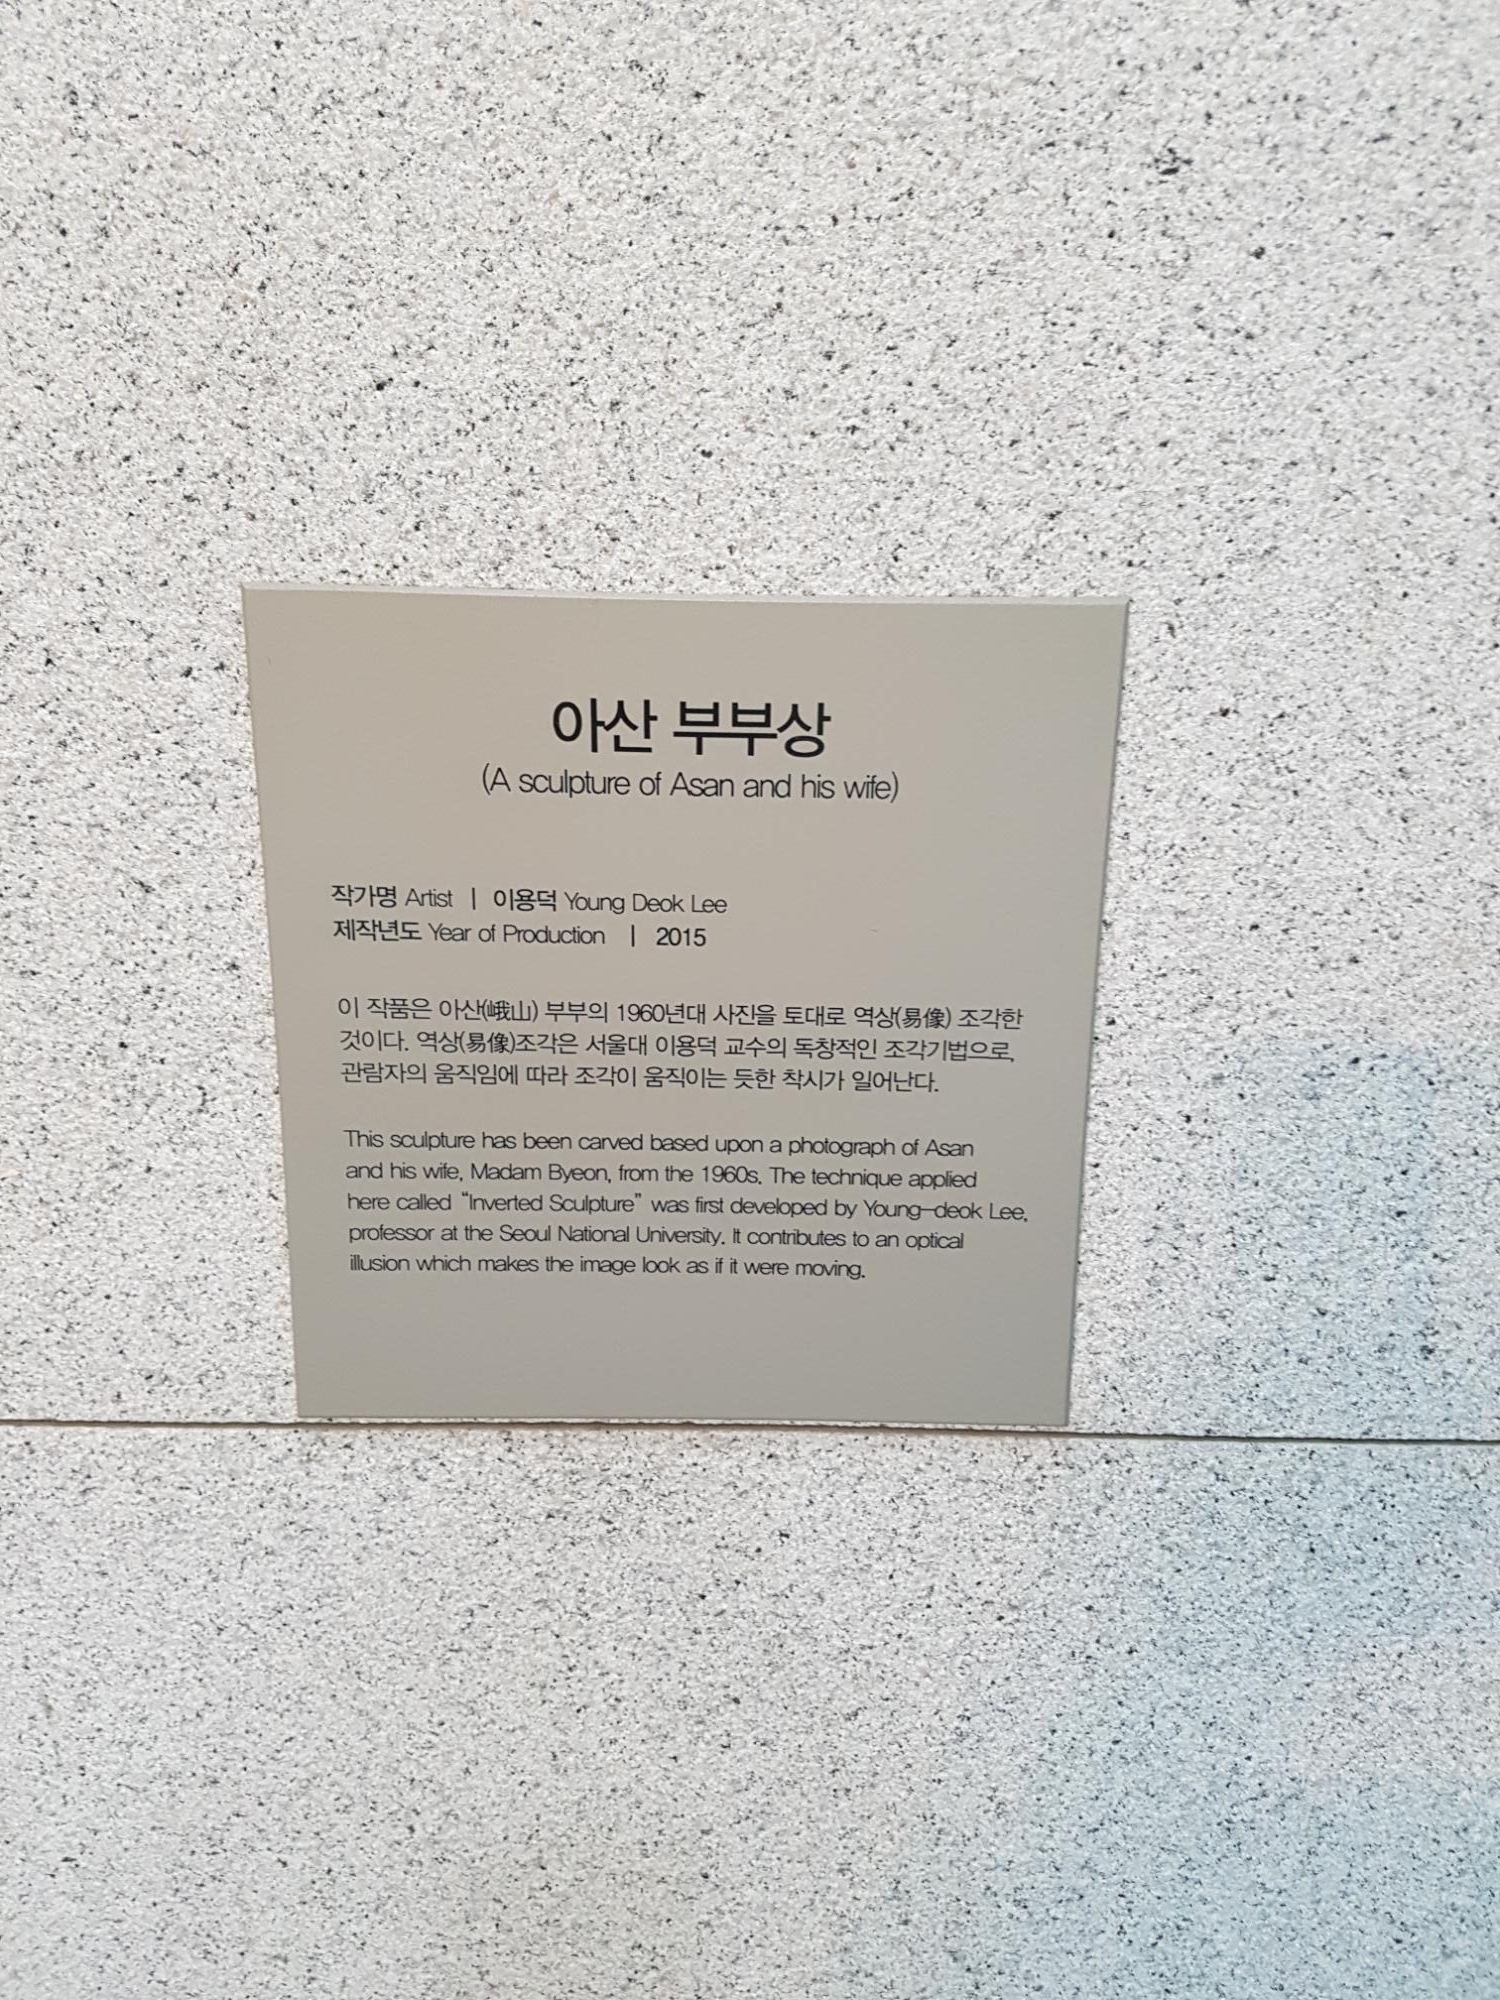 아산 부부상
(A sculpture of Asan and his wife)
작가명 Artist | 이용덕 Young Deok Lee
제작년도 Year of Production | 2015
이 작품은 아산(峨山) 부부의 1960년대 사진을 토대로 역상(易像) 조각한
것이다. 역상(易像)조각은 서울대 이용덕 교수의 독창적인 조각기법으로,
관람자의 움직임에 따라 조각이 움직이는 듯한 착시가 일어난다.
This sculpture has been carved based upon a photograph of Asan
and his wife, Madam Byeon, from the 1960s. The technique applied
here called “Inverted Sculpture” was first developed by Young-deok Lee,
professor at the Seoul National University. It contributes to an optical
illusion which makes the image look as if it were moving.